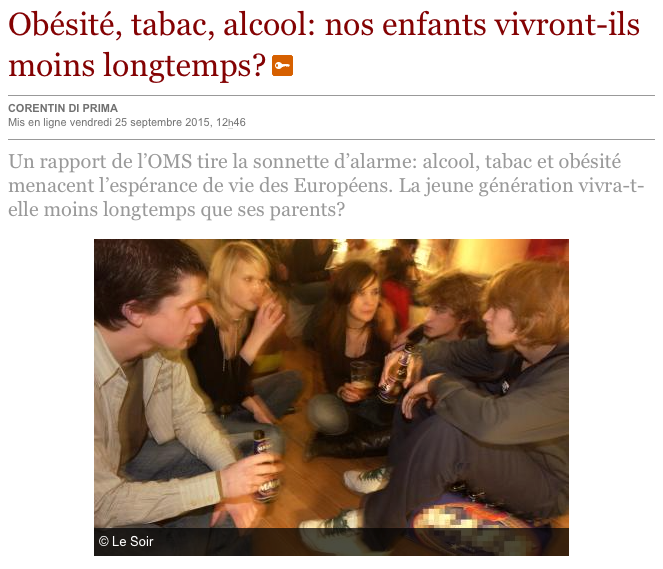 Obésité, tabac, alcool: nos enfants vivront-ils
moins longtemps?
CORENTIN DI PRIMA
Mis en ligne vendredi 25 septembre 2015, 12h46
Un rapport de l’OMS tire la sonnette d’alarme: alcool, tabac et obésité
menacent l’espérance de vie des Européens. La jeune génération vivra-t-
elle moins longtemps que ses parents?
© Le Soir